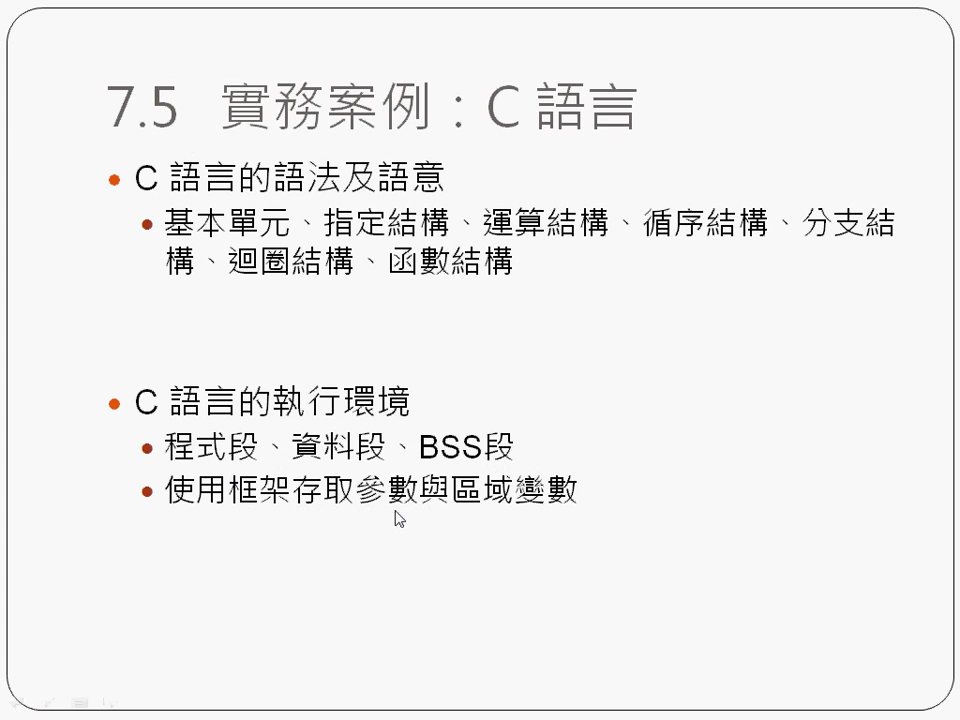 7.5 實務案例：C 語言
C 語言的語法及語意
基本單元、指定結構、運算結構、循序結構、分支結
構、迴圈結構、函數結構
C 語言的執行環境
程式段、資料段、BSS段
使用框架存取參數與區域變數